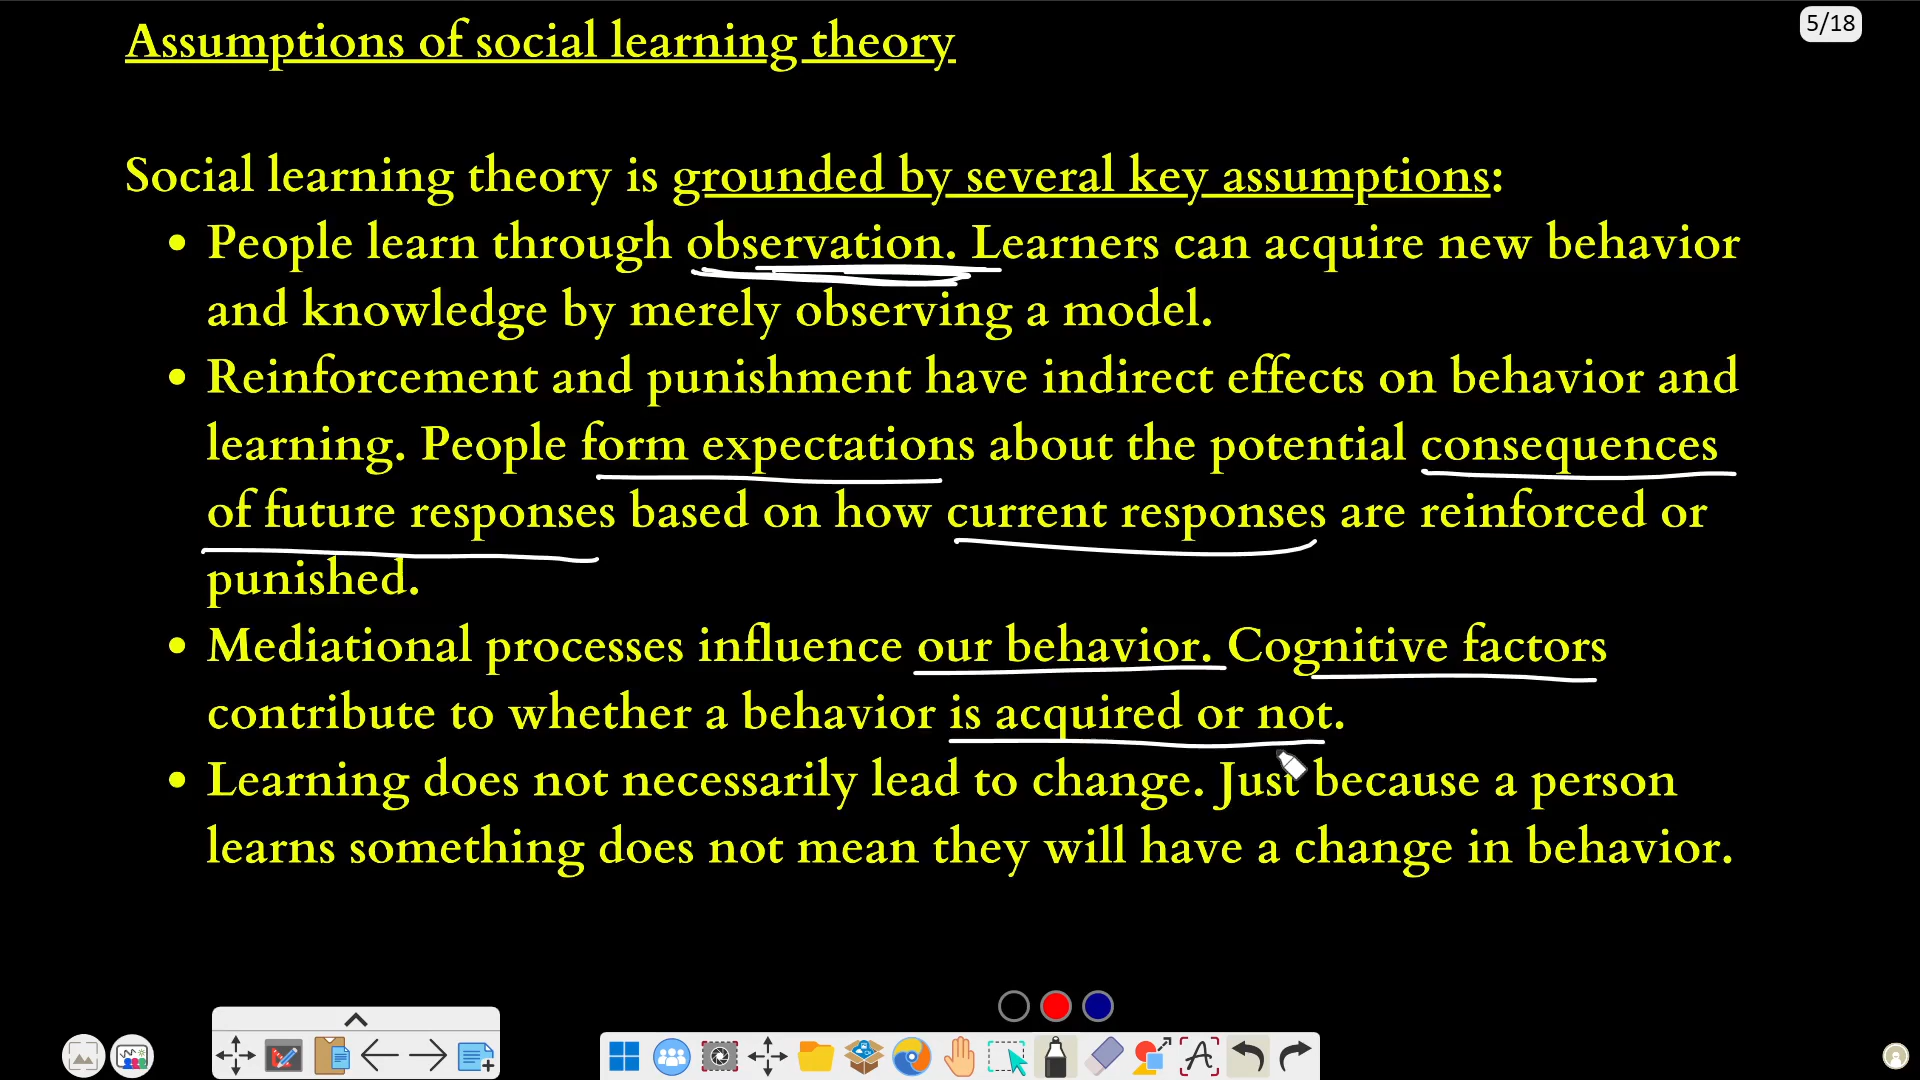 Assumptions of social learning theory
5/18
Social learning theory is grounded by several key assumptions:
• People learn through observation. Learners can acquire new behavior
and knowledge by merely observing a model.
• Reinforcement and punishment have indirect effects on behavior and
learning. People form expectations about the potential consequences
of future responses based on how current responses are reinforced or
punished.
• Mediational processes influence our behavior. Cognitive factors
contribute to whether a behavior is acquired or not.
• Learning does not necessarily lead to change. Just because a person
learns something does not mean they will have a change in behavior.